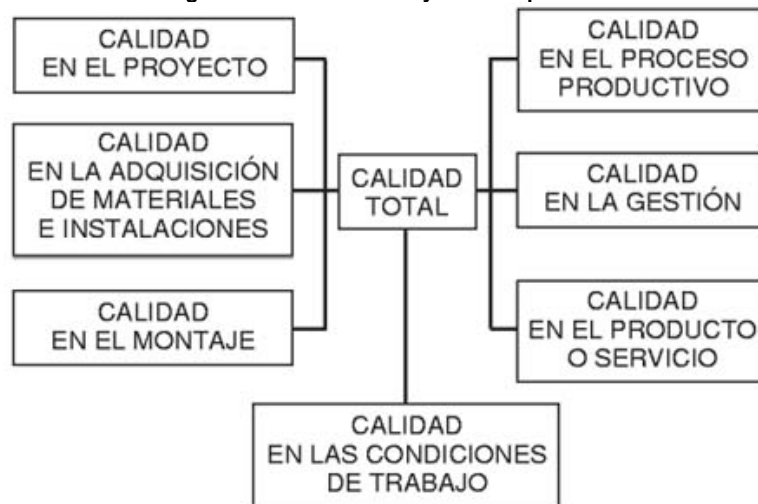 CALIDAD
EN EL PROYECTO
CALIDAD
EN LA ADQUISICIÓN
DE MATERIALES
E INSTALACIONES
CALIDAD
EN EL MONTAJE
CALIDAD
TOTAL
CALIDAD
EN EL PROCESO
PRODUCTIVO
CALIDAD
EN LA GESTIÓN
CALIDAD
EN EL PRODUCTO
O SERVICIO
CALIDAD
EN LAS CONDICIONES
DE TRABAJO